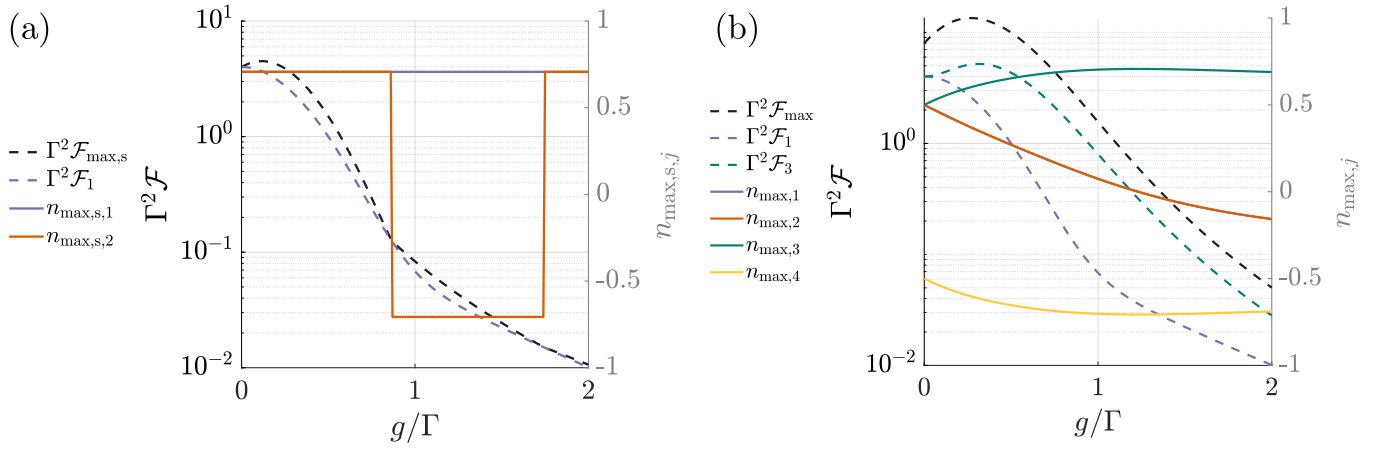 (a)
Γ²𝓕max,s
Γ²𝓕1
nmax,s,1
nmax,s,2
Γ²𝓕
10¹
10⁰
10⁻¹
10⁻²
0
1
2
g/Γ
1
0.5
0
-0.5
-1
nmax,s,j
(b)
Γ²𝓕max
Γ²𝓕1
Γ²𝓕3
nmax,1
nmax,2
nmax,3
nmax,4
Γ²𝓕
10⁰
10⁻²
0
1
2
g/Γ
1
0.5
0
-0.5
-1
nmax,j